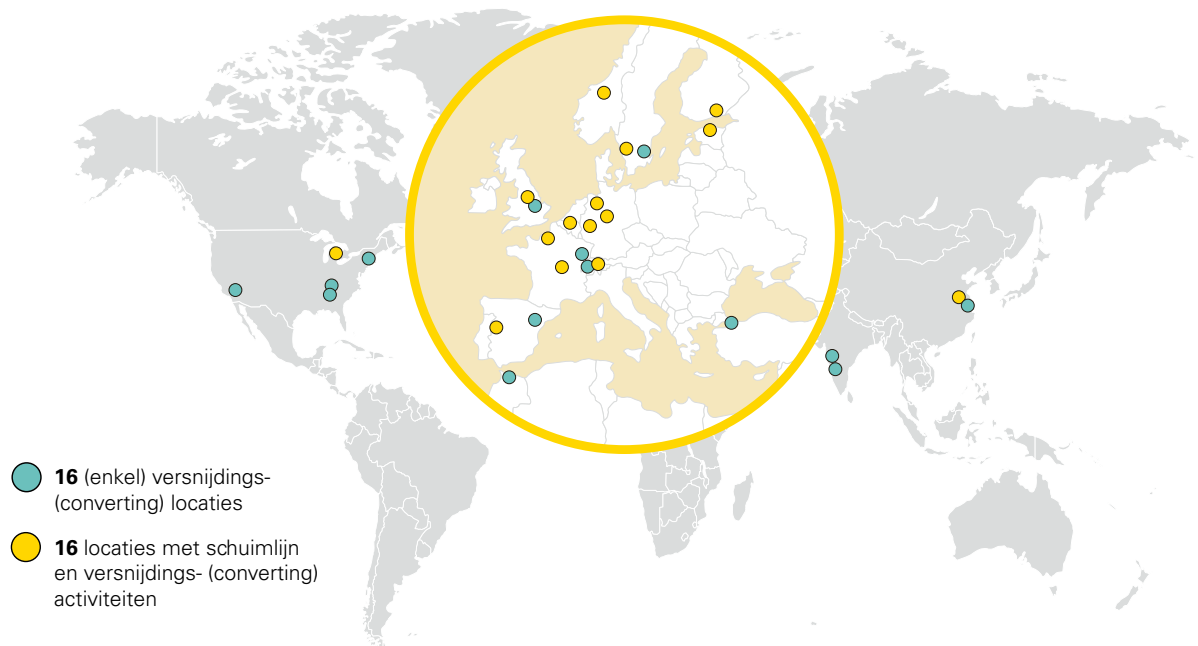 16 (enkel) versnijdings-
(converting) locaties
16 locaties met schuimlijn
en versnijdings- (converting)
activiteiten